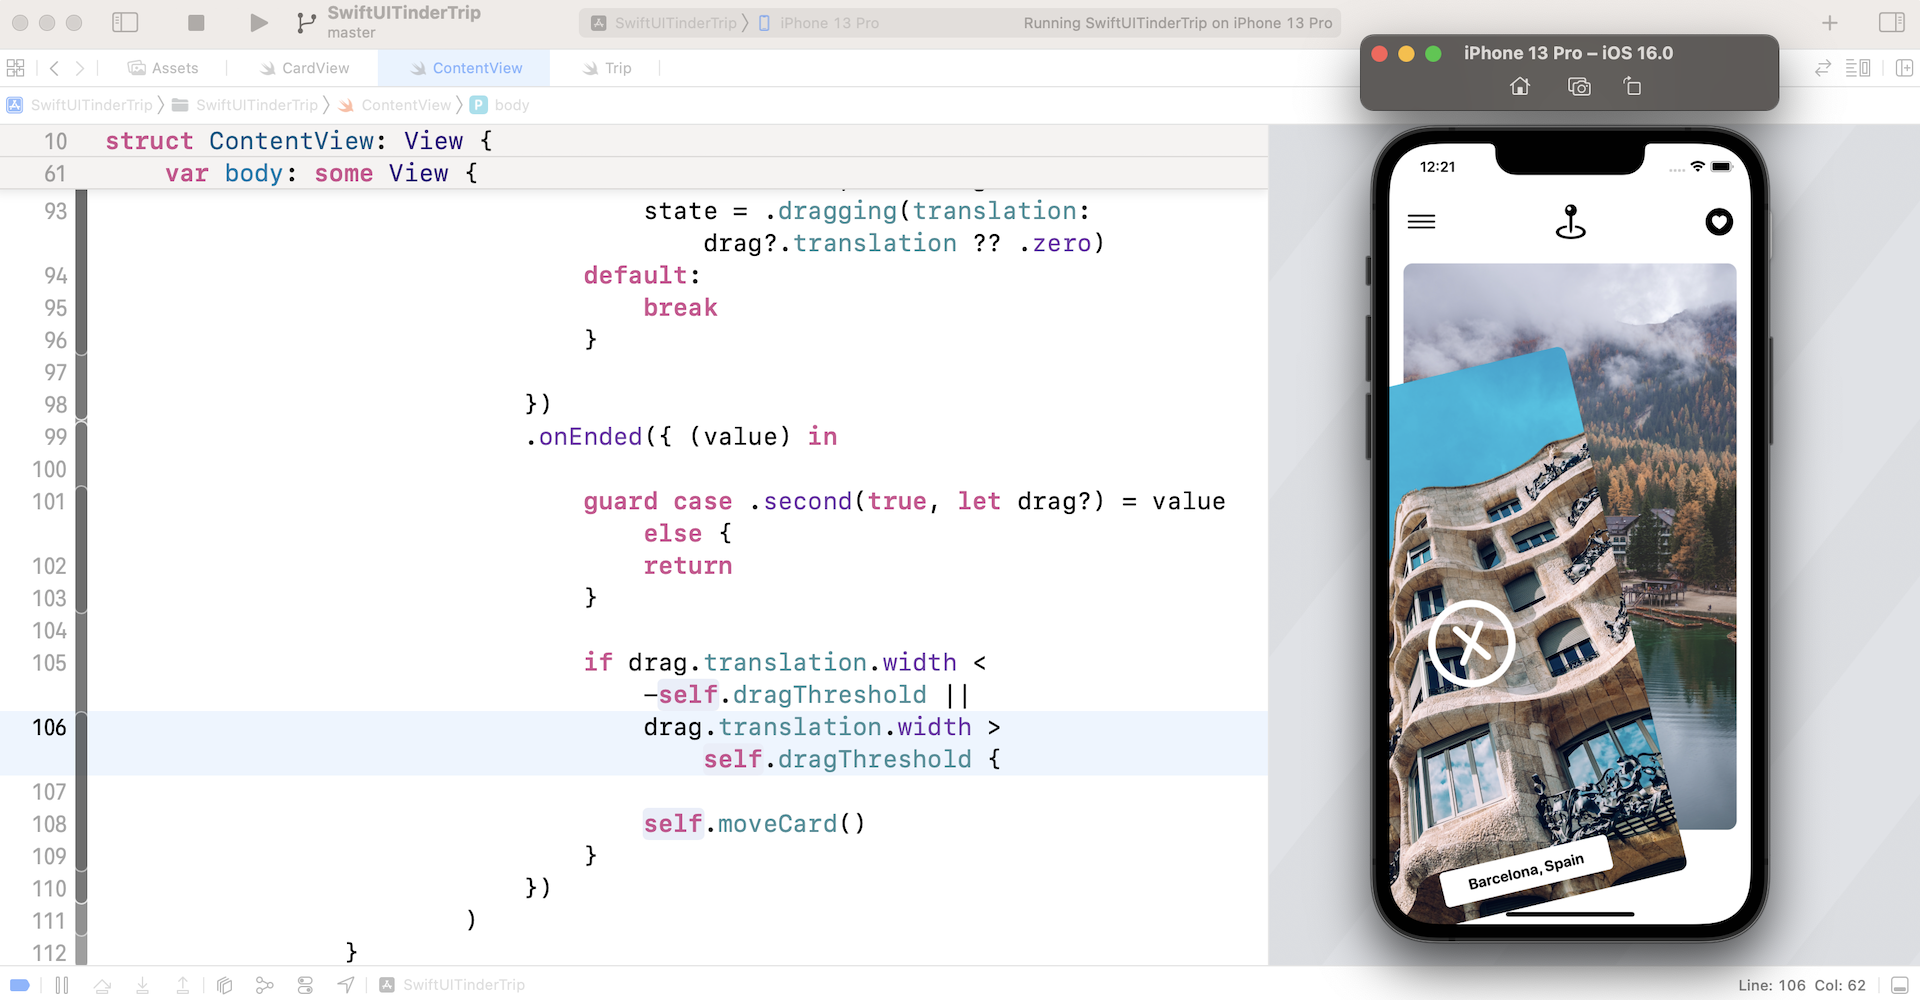 SwiftUITinderTrip
master
SwiftUITinderTrip
iPhone 13 Pro
Running SwiftUITinderTrip on iPhone 13 Pro
Assets
CardView
ContentView
Trip
SwiftUITinderTrip
SwiftUITinderTrip
ContentView
P body
10 struct ContentView: View {
61 var body: some View {
93 state = .dragging(translation:
drag?.translation ?? .zero)
94 default:
95 break
96 }
97
98 })
99 .onEnded({ (value) in
100
101 guard case .second(true, let drag?) = value
else {
102 return
103 }
104
105 if drag.translation.width <
-self.dragThreshold ||
106 drag.translation.width >
self.dragThreshold {
107
108 self.moveCard()
109 }
110 })
111 )
112 }
SwiftUITinderTrip
Line: 106 Col: 62
iPhone 13 Pro – iOS 16.0
12:21
Barcelona, Spain